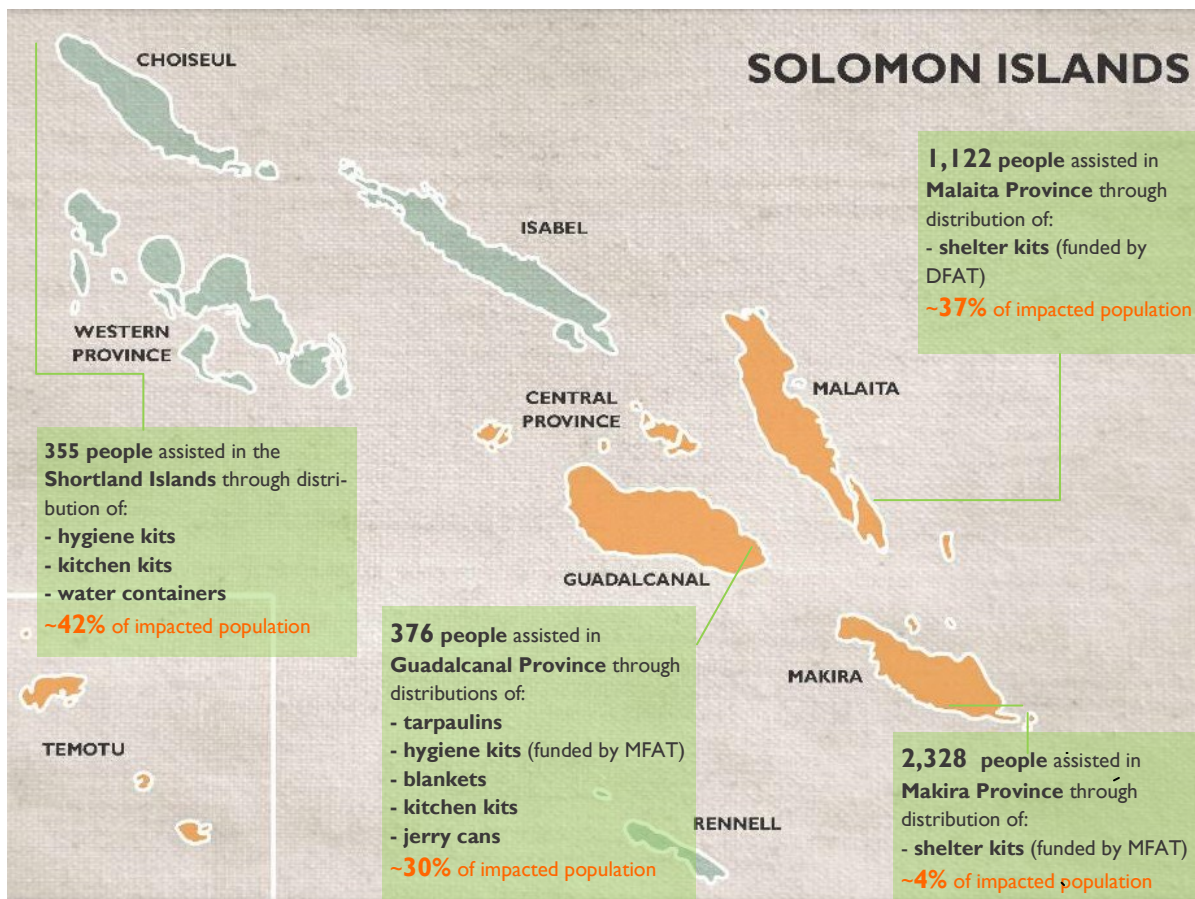 SOLOMON ISLANDS
CHOISEUL
ISABEL
WESTERN
PROVINCE
CENTRAL
PROVINCE
MALAITA
GUADALCANAL
MAKIRA
TEMOTU
RENNELL
1,122 people assisted in
Malaita Province through
distribution of:
- shelter kits (funded by
DFAT)
~37% of impacted population
355 people assisted in the
Shortland Islands through distri-
bution of:
- hygiene kits
- kitchen kits
- water containers
~42% of impacted population
376 people assisted in
Guadalcanal Province through
distributions of:
- tarpaulins
- hygiene kits (funded by MFAT)
- blankets
- kitchen kits
- jerry cans
~30% of impacted population
2,328 people assisted in
Makira Province through
distribution of:
- shelter kits (funded by MFAT)
~4% of impacted population